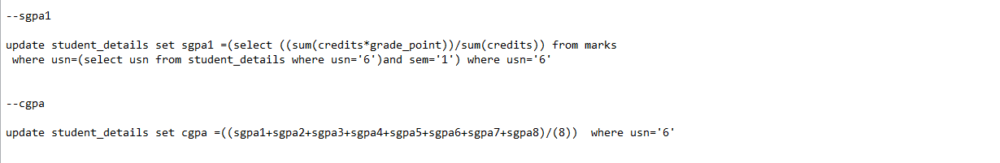 --sgpa1
update student_details set sgpa1 =(select ((sum(credits*grade_point))/sum(credits)) from marks
where usn=(select usn from student_details where usn='6')and sem='1') where usn='6'
--cgpa
update student_details set cgpa =((sgpa1+sgpa2+sgpa3+sgpa4+sgpa5+sgpa6+sgpa7+sgpa8)/(8))  where usn='6'